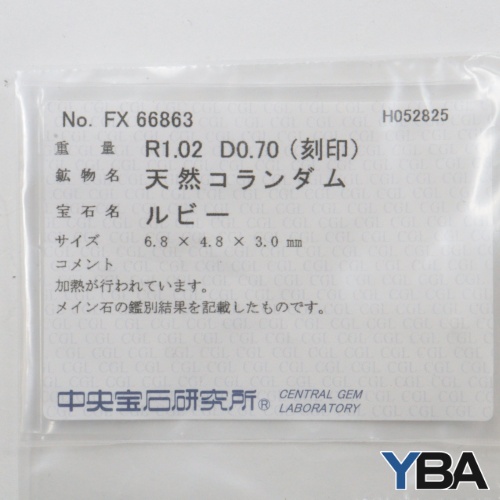 No. FX 66863 H052825
重 量 R1.02 D0.70 (刻印)
鉱物名 天然コランダム
宝石名 ルビー
サイズ 6.8 × 4.8 × 3.0 mm
コメント
加熱が行われています。
メイン石の鑑別結果を記載したものです。
中央宝石研究所® CENTRAL GEM
LABORATORY
YBA